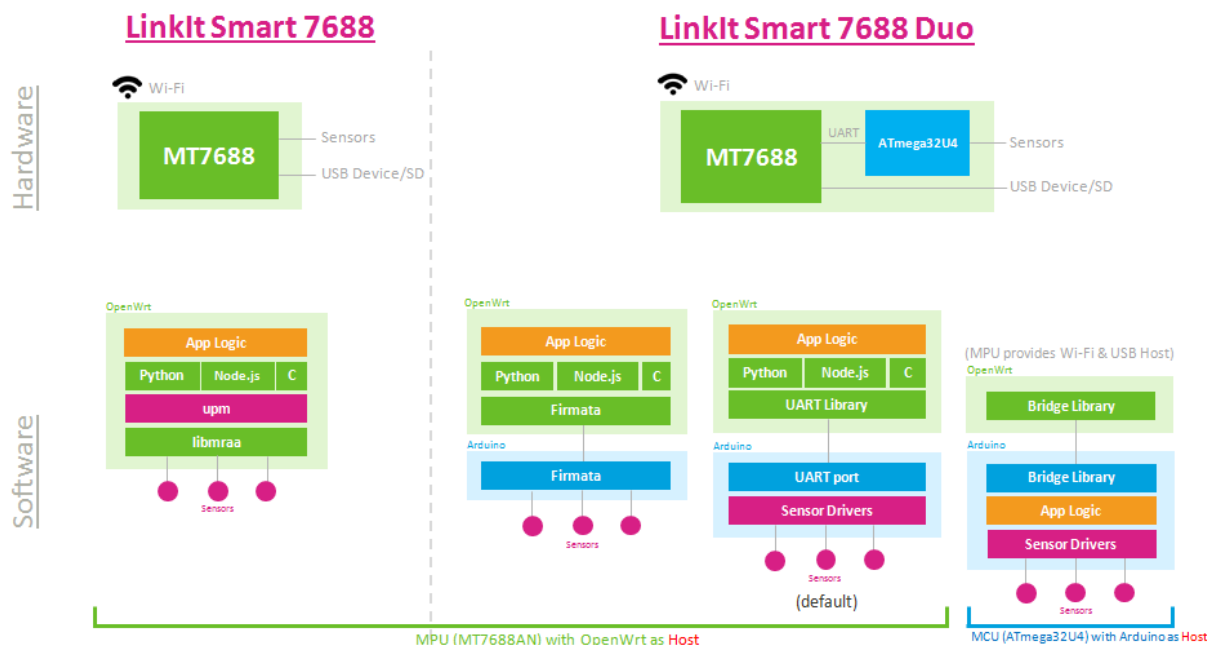 LinkIt Smart 7688
LinkIt Smart 7688 Duo
Hardware
Wi-Fi
MT7688
Sensors
USB Device/SD
Wi-Fi
MT7688
UART
ATmega32U4
Sensors
USB Device/SD
Software
OpenWrt
App Logic
Python Node.js C
upm
libmraa
Sensors
OpenWrt
App Logic
Python Node.js C
Firmata
Arduino
Firmata
Sensors
OpenWrt
App Logic
Python Node.js C
UART Library
Arduino
UART port
Sensor Drivers
Sensors
(default)
(MPU provides Wi-Fi & USB Host)
OpenWrt
Bridge Library
Arduino
Bridge Library
App Logic
Sensor Drivers
Sensors
MPU (MT7688AN) with OpenWrt as Host
MCU (ATmega32U4) with Arduino as Host